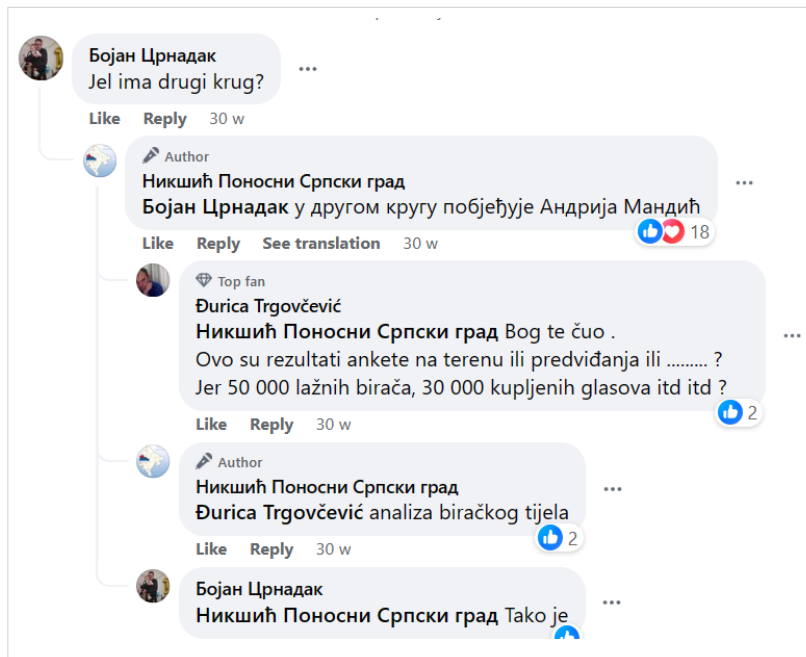 Бојан Црнадак
Jel ima drugi krug?
Like Reply 30 w
Author
Никшић Поносни Српски град
Бојан Црнадак у другом кругу побјеђује Андрија Мандић
18
Like Reply See translation 30 w
Top fan
Đurica Trgovčević
Никшић Поносни Српски град Bog te čuo .
Ovo su rezultati ankete na terenu ili predviđanja ili ......... ?
Jer 50 000 lažnih birača, 30 000 kupljenih glasova itd itd ?
2
Like Reply 30 w
Author
Никшић Поносни Српски град
Đurica Trgovčević analiza biračkog tijela
2
Like Reply 30 w
Бојан Црнадак
Никшић Поносни Српски град Tako je